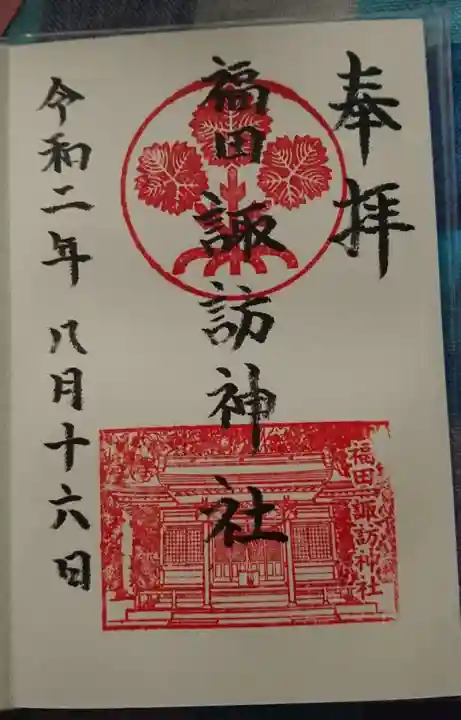 奉拝
福田諏訪神社
福田諏訪神社
令和二年八月十六日